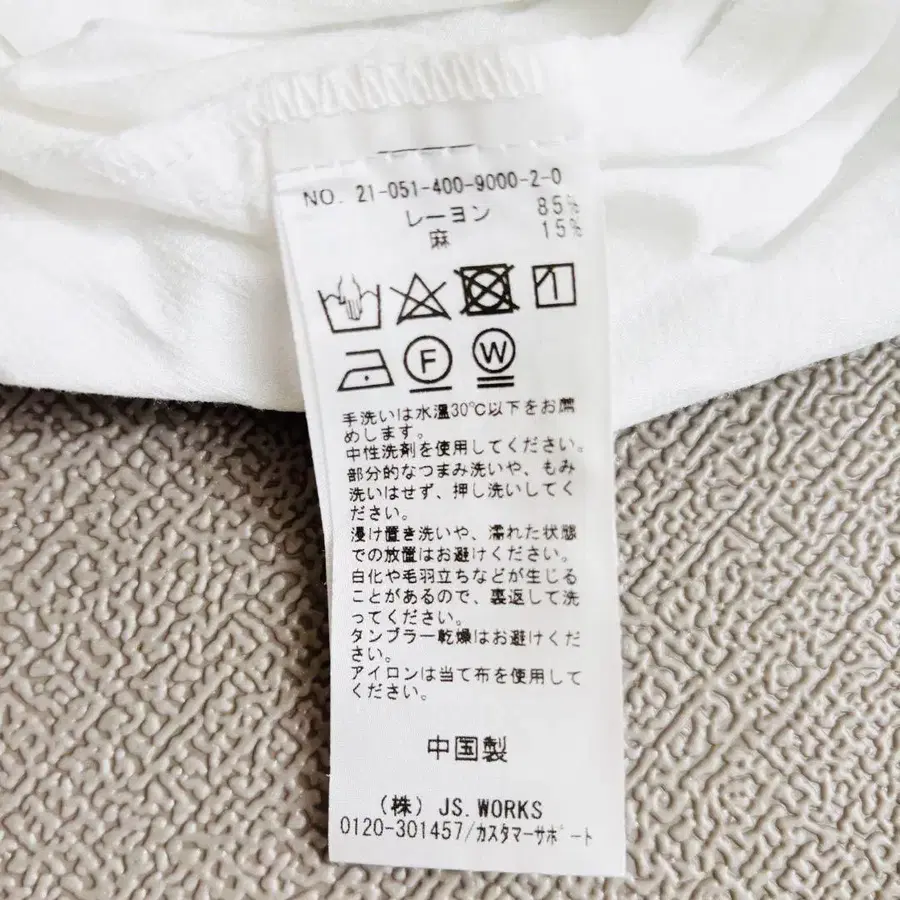 NO. 21-051-400-9000-2-0
レーヨン 85%
麻 15%
F W
手洗いは水温30℃以下をお薦
めします。
中性洗剤を使用してください。
部分的なつまみ洗いや、もみ
洗いはせず、押し洗いしてく
ださい。
浸け置き洗いや、濡れた状態
での放置はお避けください。
白化や毛羽立ちなどが生じる
ことがあるので、裏返して洗
ってください。
タンブラー乾燥はお避けくだ
さい。
アイロンは当て布を使用して
ください。
中国製
(株) JS.WORKS
0120-301457/カスタマーサポート